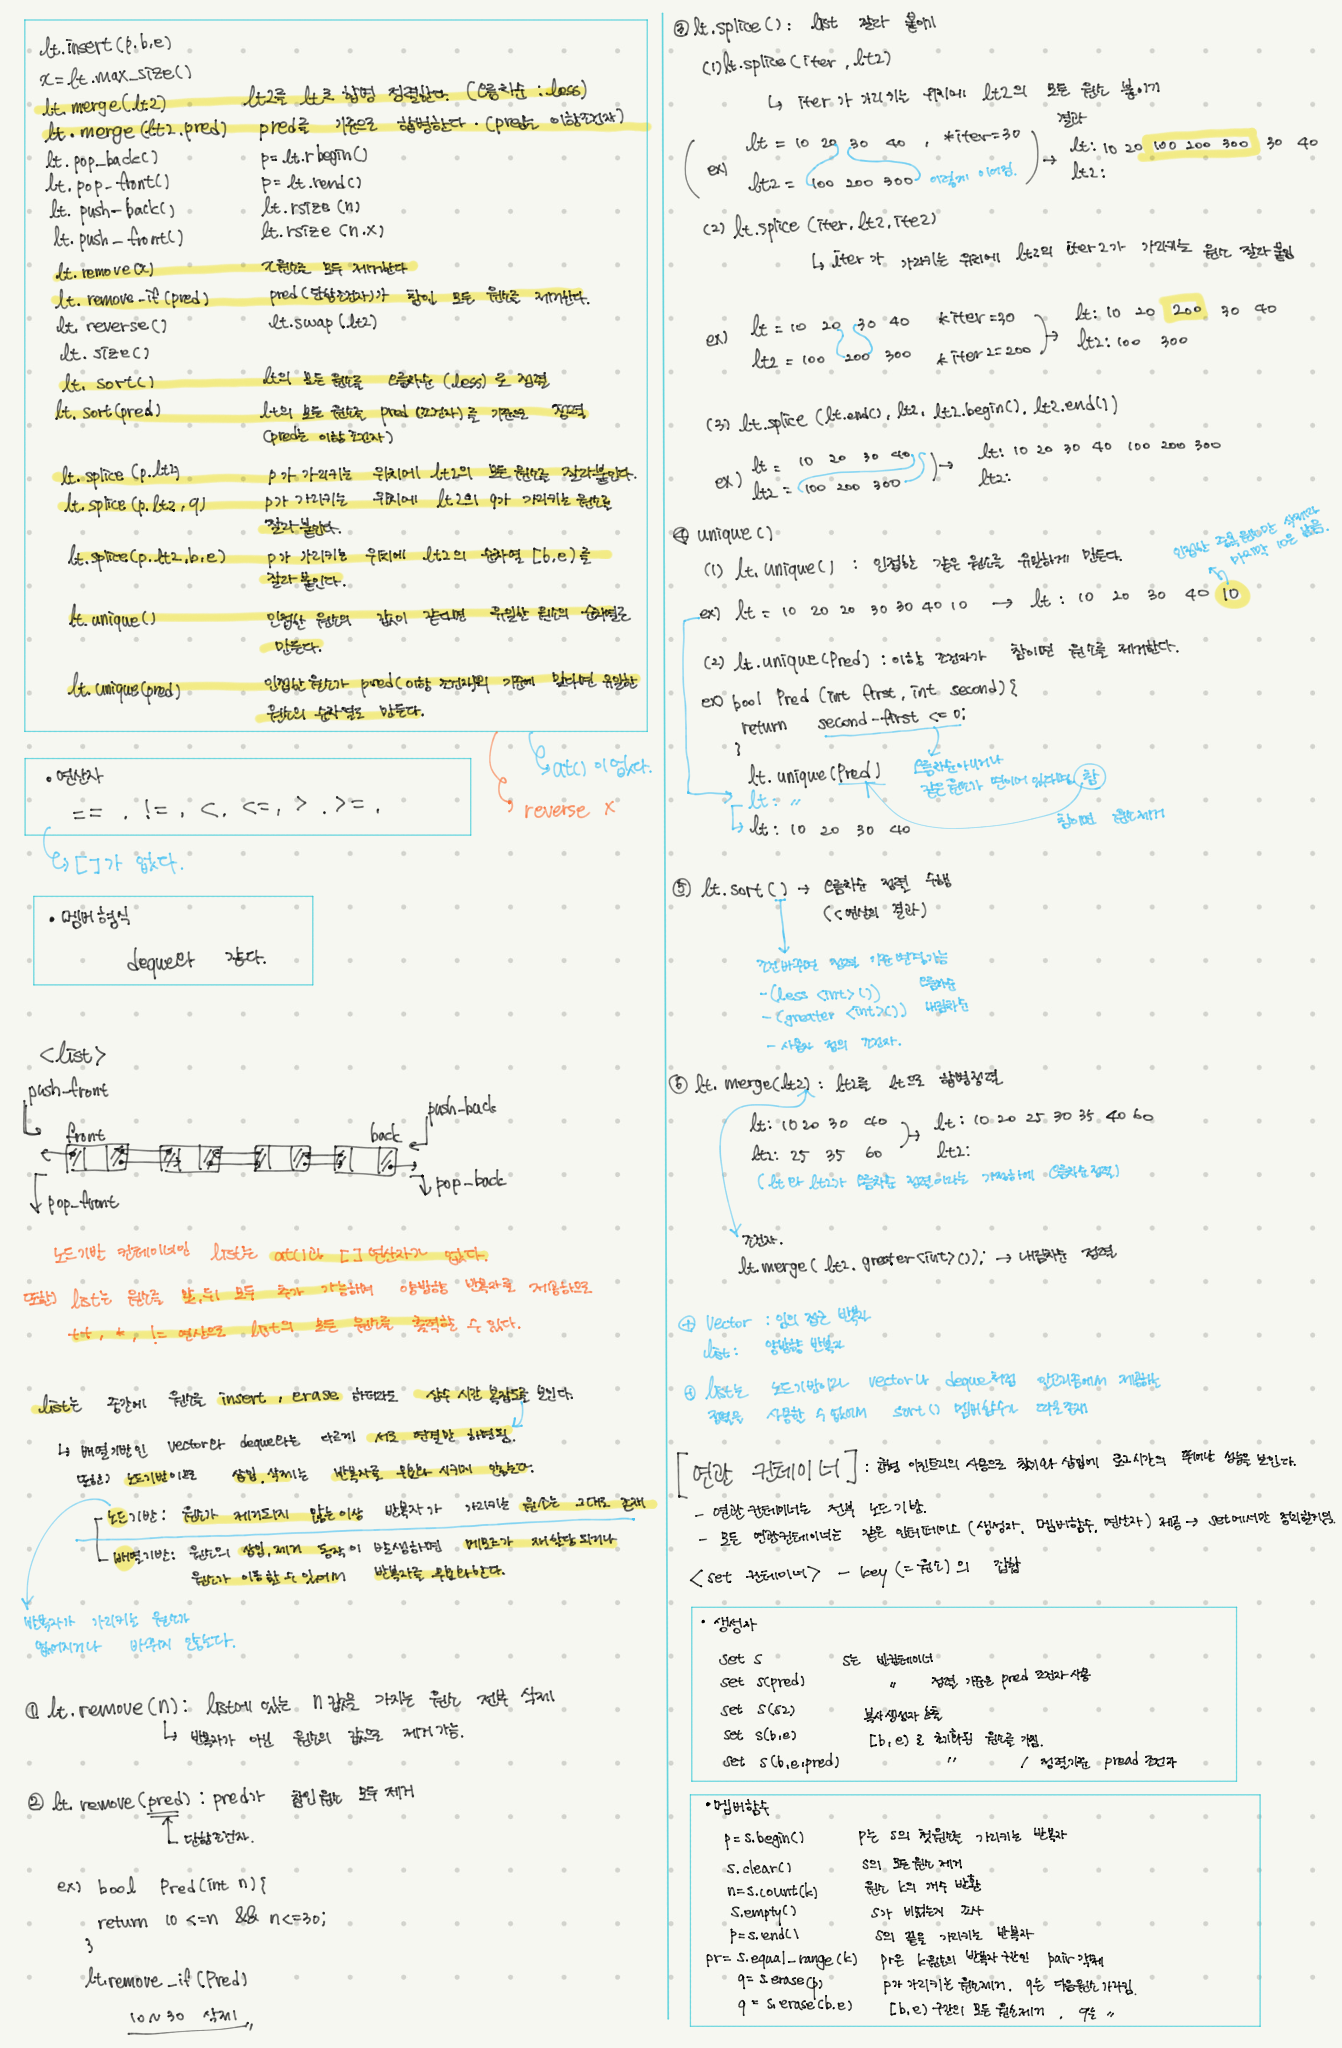 lt.insert(p,b,e)
x=lt.max_size()
lt.merge(lt2) lt2를 lt로 합병 정렬한다. (오름차순 : less)
lt.merge(lt2,pred) pred를 기준으로 합병한다. (pred는 이항조건자)
lt.pop_back() p=lt.rbegin()
lt.pop-front() p=lt.rend()
lt.push-back() lt.rsize(n)
lt.push_front() lt.rsize(n.x)
lt.remove(x) x원소를 모두 제거한다
lt.remove_if(pred) pred(단항조건자)가 참인 모든 원소를 제거한다.
lt.reverse() lt.swap(lt2)
lt.size()
lt.sort() lt의 모든 원소를 오름차순(less)로 정렬
lt.sort(pred) lt의 모든 원소를 pred(조건자)를 기준으로 정렬
(pred는 이항 조건자)
lt.splice(p.lt2) p가 가리키는 위치에 lt2의 모든 원소를 잘라붙인다.
lt.splice(p.lt2,q) p가 가리키는 위치에 lt2의 q가 가리키는 원소를
잘라 붙인다.
lt.splice(p.lt2,b,e) p가 가리키는 위치에 lt2의 순차열 [b,e)를
잘라 붙인다.
lt.unique() 인접한 원소의 값이 같다면 유일한 원소의 순차열로
만든다.
lt.unique(pred) 인접한 원소가 pred(이항 조건자)의 기준에 맞다면 유일한
원소의 순차열로 만든다.
↳ at()이 없다.
↳ reverse x
• 연산자
== . != , <, <=, > . >= .
↳ []가 없다.
• 멤버형식
deque와 같다.
<list>
push-front
push-back
front back
pop-front
pop-back
노드기반 컨테이너인 list는 at()과 []연산자가 없다.
또한) list는 원소를 앞,뒤 모두 추가 가능하며 양방향 반복자를 제공하므로
++, *, != 연산으로 list의 모든 원소를 출력할 수 있다.
list는 중간에 원소를 insert, erase 하더라도 상수 시간 복잡도를 보인다.
↳ 배열기반인 vector와 deque와는 다르게 서로 연결만 하면됨.
또한) 노드기반이므로 삽입,삭제는 반복자를 무효화 시키지 않는다.
노드기반: 원소가 제거되지 않는이상 반복자가 가리키는 원소는 그대로 존재
배열기반: 원소의 삽입,제거 동작이 발생하면 메모리가 재할당 되거나
원소가 이동할 수 있어서 반복자를 무효화한다.
반복자가 가리키는 원소가
없어지거나 바뀌지 않는다.
① lt.remove(n): list에 있는 n값을 가지는 원소 전부 삭제
↳ 반복자가 아닌 원소의 값으로 제거 가능.
② lt.remove(pred): pred가 참인 원소 모두 제거
단항조건자.
ex) bool Pred(int n){
return 10<=n && n<=30;
}
lt.remove_if(Pred)
10~30 삭제
③ lt.splice(): list 잘라 붙이기
(1) lt.splice(iter, lt2)
↳ iter가 가리키는 위치에 lt2의 모든 원소 붙이기
결과
ex) lt = 10 20 30 40 , *iter=30 → lt: 10 20 100 200 300 30 40
lt2 = 100 200 300 이렇게 이어짐. lt2:
(2) lt.splice(iter, lt2, ite2)
↳ iter가 가리키는 위치에 lt2의 iter2가 가리키는 원소 잘라붙임
ex) lt = 10 20 30 40 *iter=30 → lt: 10 20 200 30 40
lt2 = 100 200 300 *iter2=200 lt2: 100 300
(3) lt.splice(lt.end(), lt2, lt2.begin(), lt2.end())
ex) lt = 10 20 30 40 → lt: 10 20 30 40 100 200 300
lt2 = 100 200 300 lt2:
④ unique()
인접한 중복 원소만 삭제라
마지막 10은 남음.
(1) lt.unique() : 인접한 같은 원소를 유일하게 만든다.
ex) lt = 10 20 20 30 30 40 10 → lt: 10 20 30 40 10
(2) lt.unique(Pred) : 이항 조건자가 참이면 원소를 제거한다.
ex) bool Pred(int first, int second){
return second-first <= 0;
}
lt.unique(Pred) 오름차순아니거나
같은원소가 연이어 있다면 참
lt: "
참이면 원소제거
↳ lt: 10 20 30 40
⑤ lt.sort() → 오름차순 정렬 수행
(<연산의 결과)
조건바꾸면 정렬 기준변경가능
-(less <int>()) 오름차순
-(greater <int>()) 내림차순
- 사용자 정의 조건자.
⑥ lt.merge(lt2): lt2를 lt으로 합병정렬
lt: 10 20 30 40 → lt: 10 20 25 30 35 40 60
lt2: 25 35 60 lt2:
(lt와 lt2가 오름차순 정렬이라는 가정하에 오름차순정렬)
조건자.
lt.merge(lt2, greater<int>()); → 내림차순 정렬
⊕ vector : 임의 접근 반복자
list: 양방향 반복자
list는 노드기반이라 vector나 deque처럼 알고리즘에서 제공하는
정렬을 사용할 수 없어서 sort() 멤버함수가 따로존재
[연관 컨테이너] : 균형 이진트리의 사용으로 찾기와 삽입에 로그시간의 뛰어난 성능을 보인다.
- 연관 컨테이너는 전부 노드기반.
- 모든 연관컨테이너는 같은 인터페이스(생성자, 멤버함수, 연산자) 제공 → set에서만 정리할거임
<set 컨테이너> - key(=원소)의 집합
• 생성자
set s s는 빈컨테이너
set s(pred) " 정렬 기준은 pred 조건자 사용
set s(s2) 복사생성자 호출
set s(b,e) [b,e)로 초기화된 원소를 가짐.
set s(b,e,pred) " / 정렬기준 pread 조건자
• 멤버함수
p=s.begin() p는 s의 첫원소를 가리키는 반복자
s.clear() s의 모든원소 제거
n=s.count(k) 원소 k의 개수 반환
s.empty() s가 비었는지 조사
p=s.end() s의 끝을 가리키는 반복자
pr=s.equal_range(k) pr은 k원소의 반복자 구간인 pair 객체
q=s.erase(p) p가 가리키는 원소제거, q는 다음원소 가리킴.
q=s.erase(b,e) [b,e)구간의 모든 원소제거 , q는 "